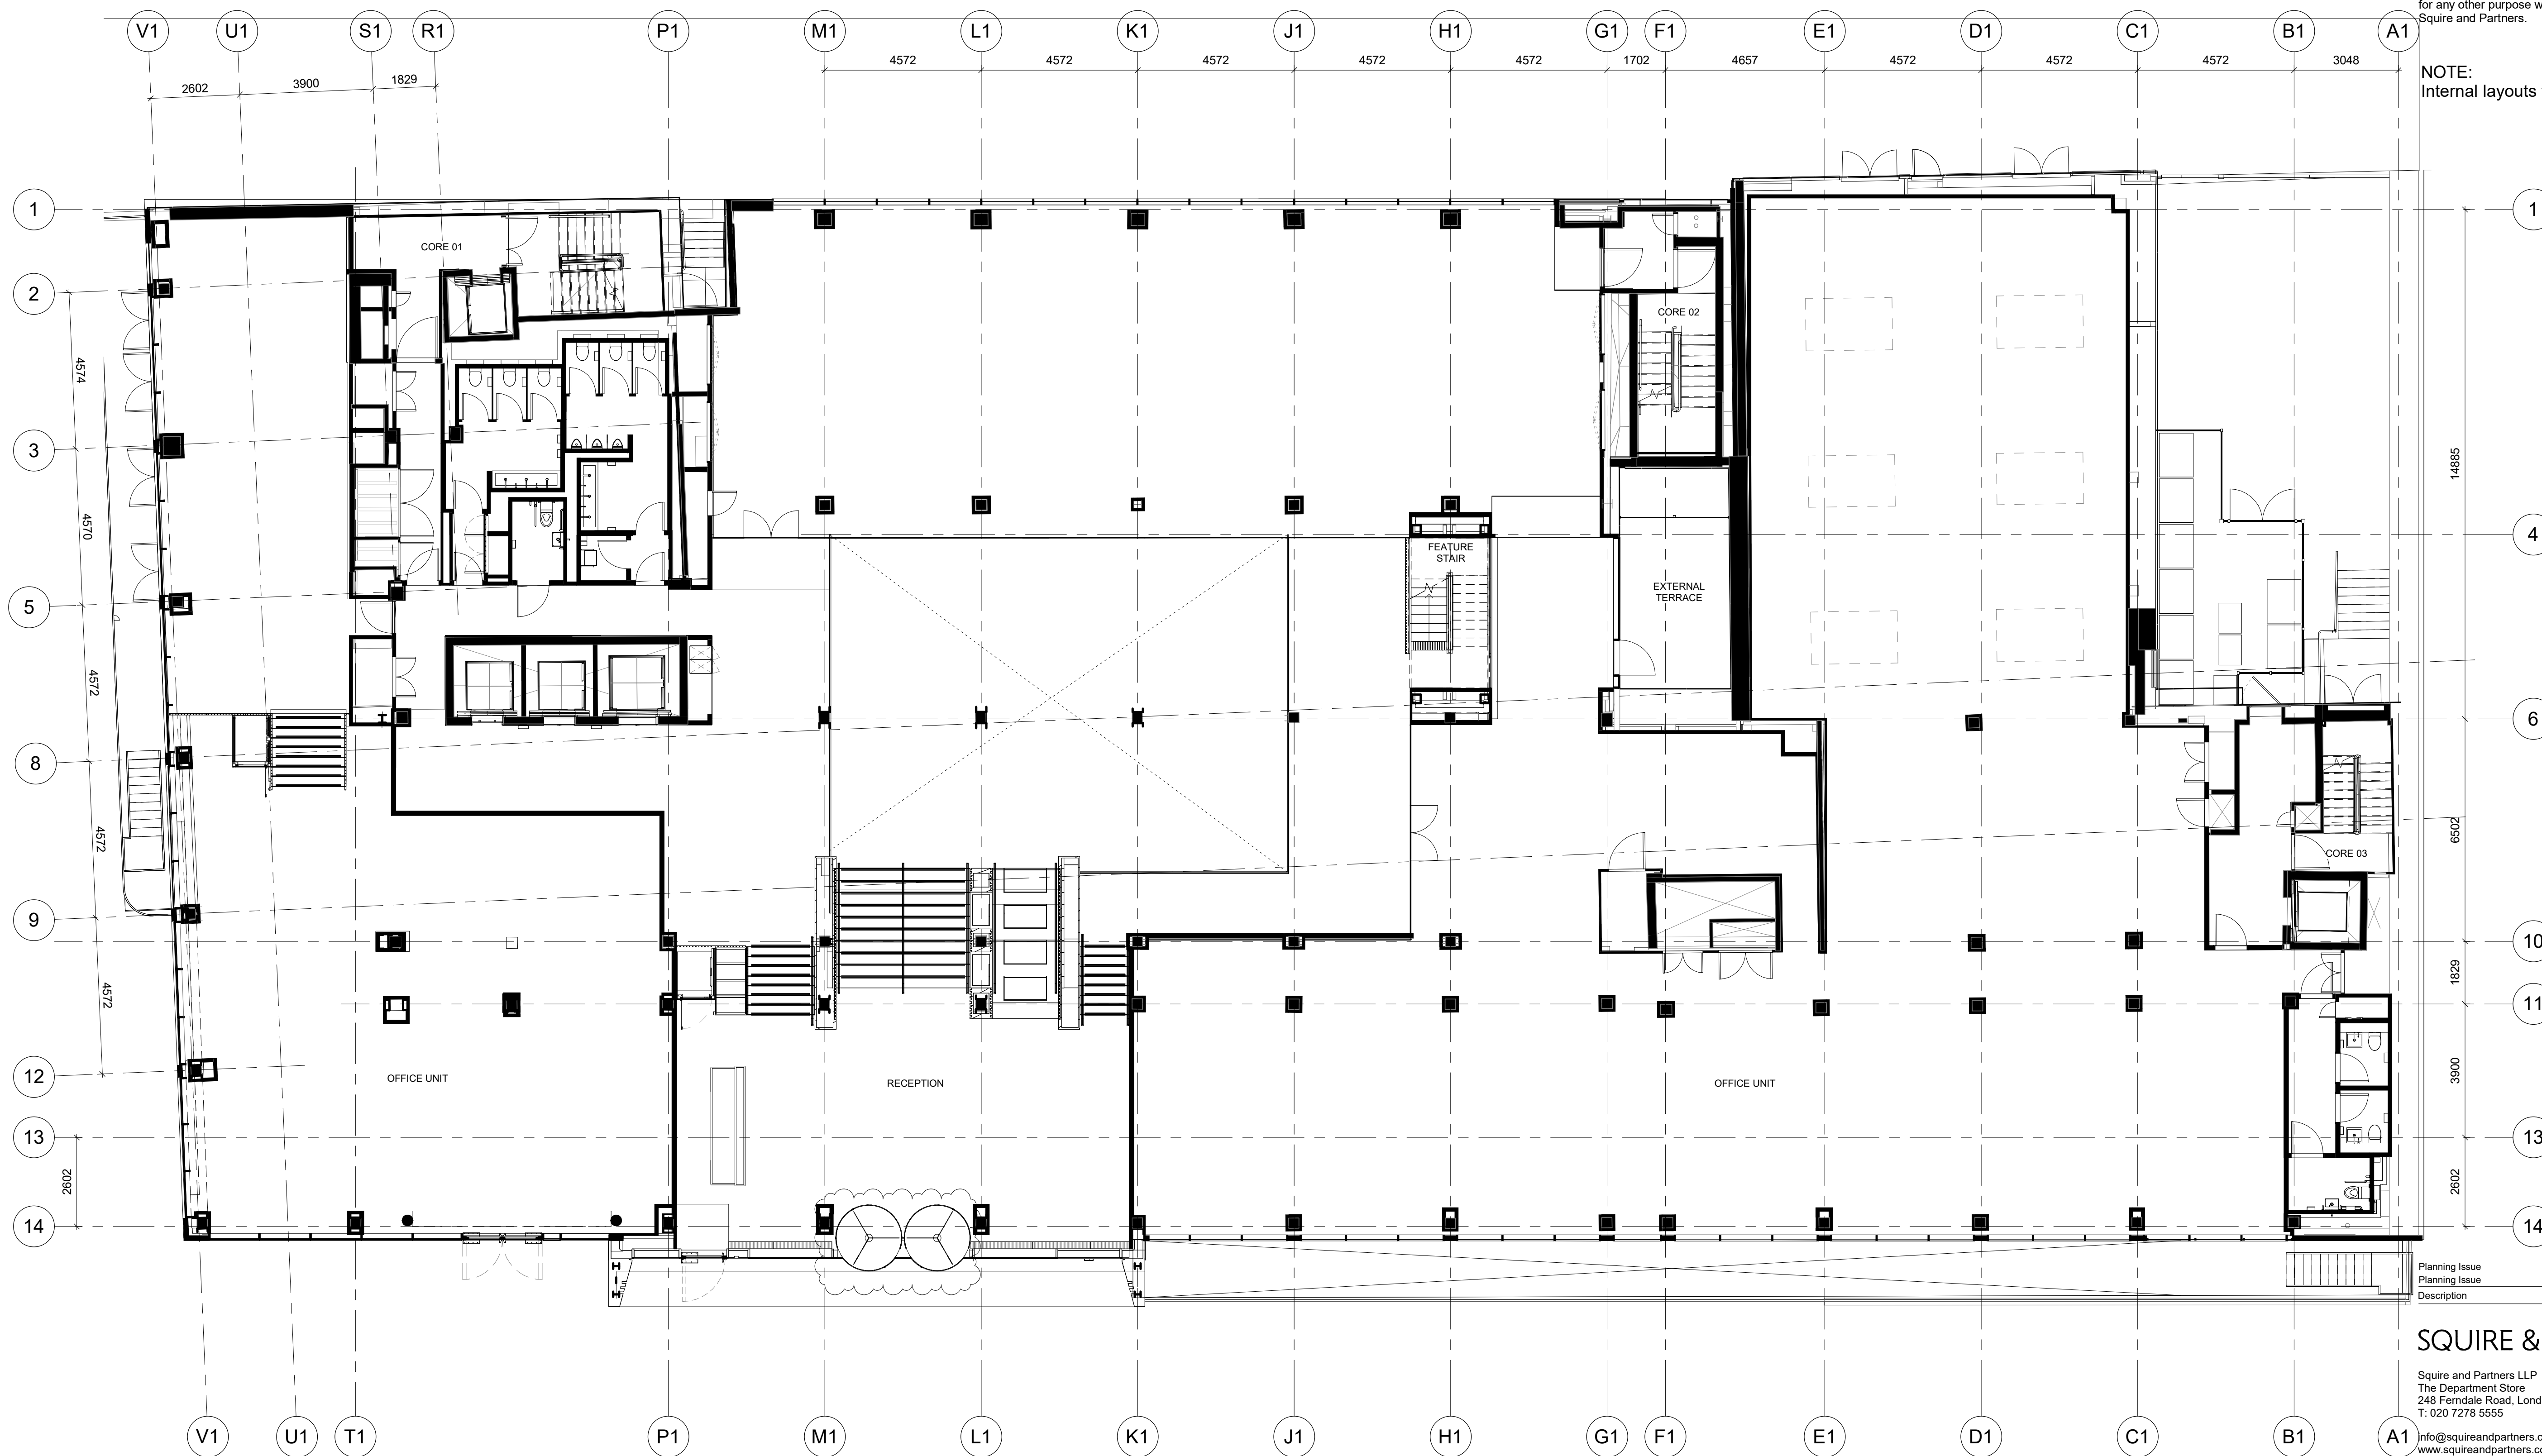 for any other purpose w
Squire and Partners.
V1 U1 S1 R1 P1 M1 L1 K1 J1 H1 G1 F1 E1 D1 C1 B1 A1
4572 4572 4572 4572 4572 1702 4657 4572 4572 4572 3048
2602 3900 1829
NOTE:
Internal layouts
1 1
CORE 01
2
CORE 02
4574
3
14885
4570
4
FEATURE
STAIR
EXTERNAL
TERRACE
5
4572
6
8
4572
6502
CORE 03
9
10
4572
1829
11
12
OFFICE UNIT
RECEPTION
OFFICE UNIT
3900
13 13
2602 2602
14 14
Planning Issue
Planning Issue
Description
SQUIRE &
Squire and Partners LLP
The Department Store
248 Ferndale Road, Lond
T: 020 7278 5555
info@squireandpartners.c
www.squireandpartners.c
V1 U1 T1 P1 M1 L1 K1 J1 H1 G1 F1 E1 D1 C1 B1 A1